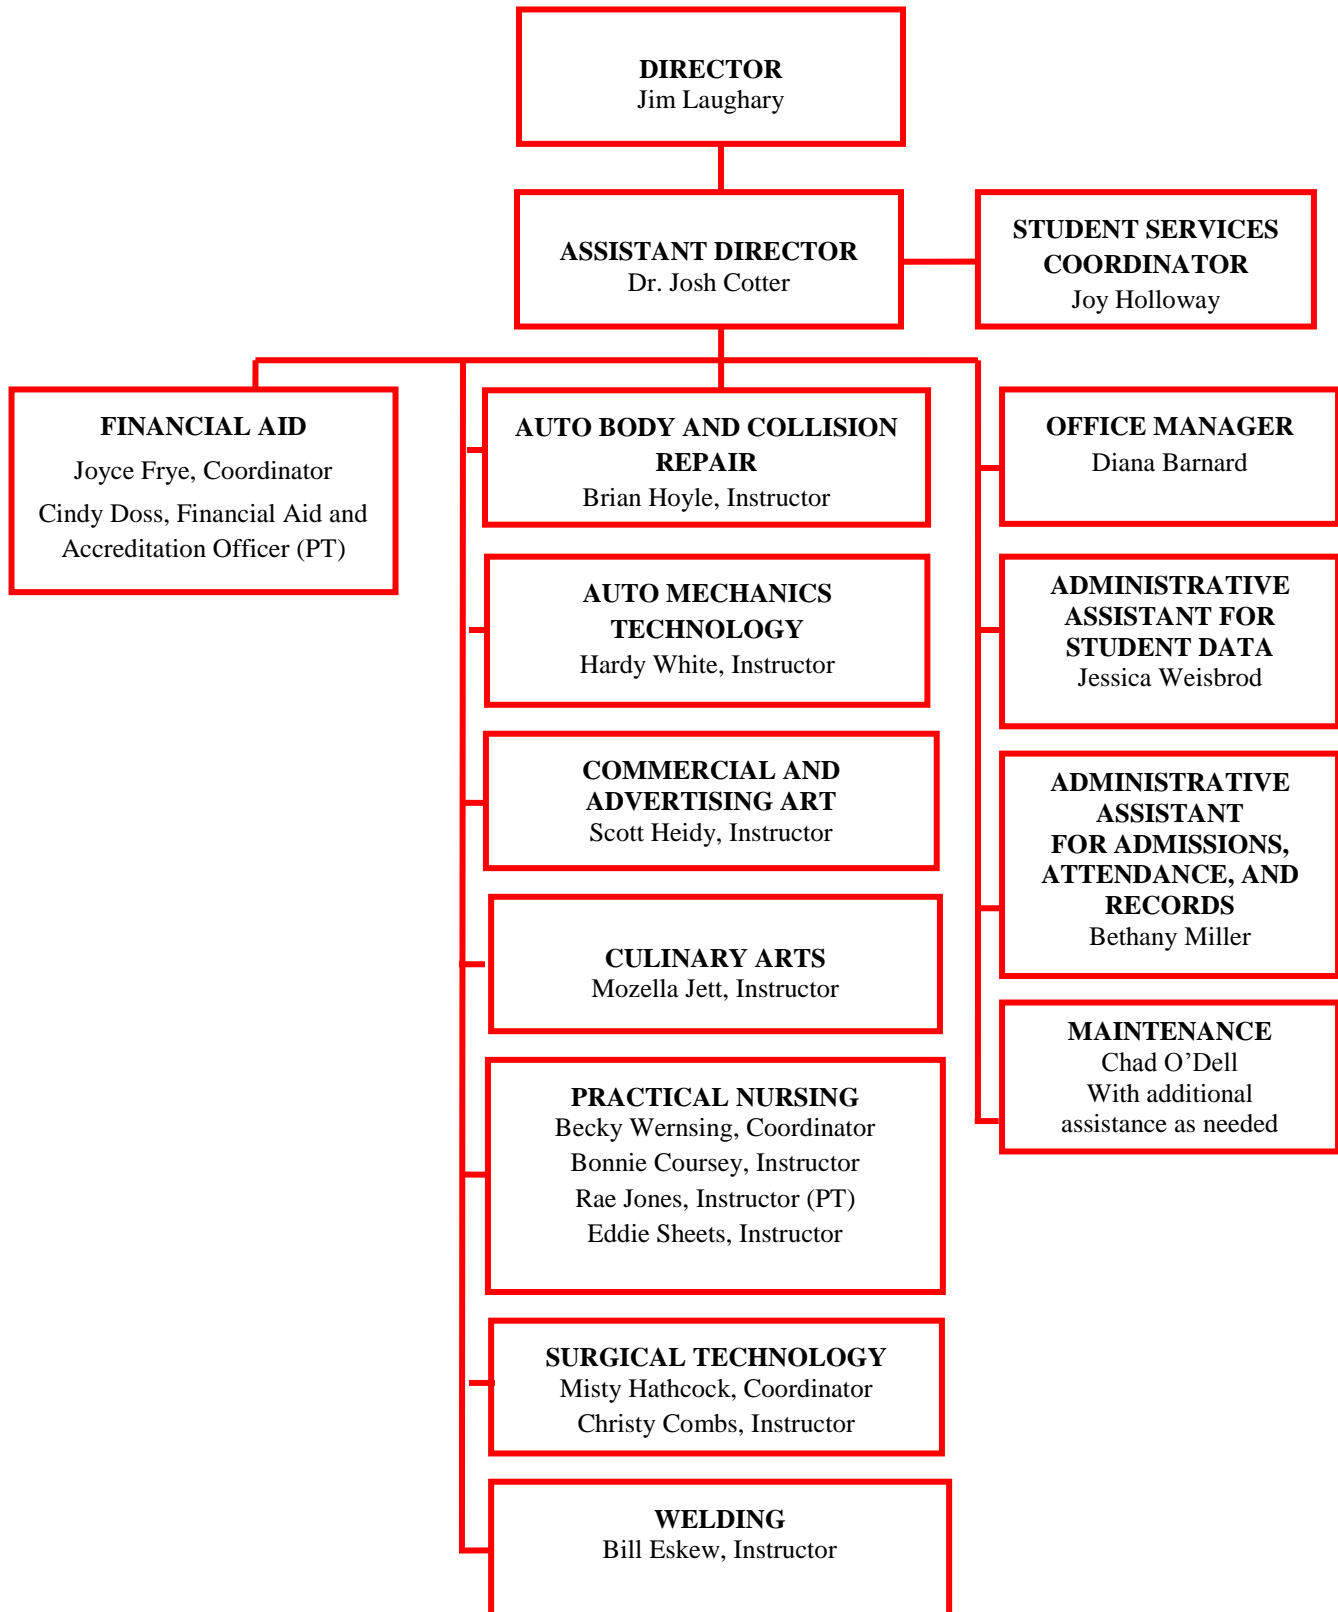 DIRECTOR
Jim Laughary
ASSISTANT DIRECTOR
Dr. Josh Cotter
STUDENT SERVICES
COORDINATOR
Joy Holloway
FINANCIAL AID
Joyce Frye, Coordinator
Cindy Doss, Financial Aid and
Accreditation Officer (PT)
AUTO BODY AND COLLISION
REPAIR
Brian Hoyle, Instructor
AUTO MECHANICS
TECHNOLOGY
Hardy White, Instructor
COMMERCIAL AND
ADVERTISING ART
Scott Heidy, Instructor
CULINARY ARTS
Mozella Jett, Instructor
PRACTICAL NURSING
Becky Wernsing, Coordinator
Bonnie Coursey, Instructor
Rae Jones, Instructor (PT)
Eddie Sheets, Instructor
SURGICAL TECHNOLOGY
Misty Hathcock, Coordinator
Christy Combs, Instructor
WELDING
Bill Eskew, Instructor
OFFICE MANAGER
Diana Barnard
ADMINISTRATIVE
ASSISTANT FOR
STUDENT DATA
Jessica Weisbrod
ADMINISTRATIVE
ASSISTANT
FOR ADMISSIONS,
ATTENDANCE, AND
RECORDS
Bethany Miller
MAINTENANCE
Chad O’Dell
With additional
assistance as needed